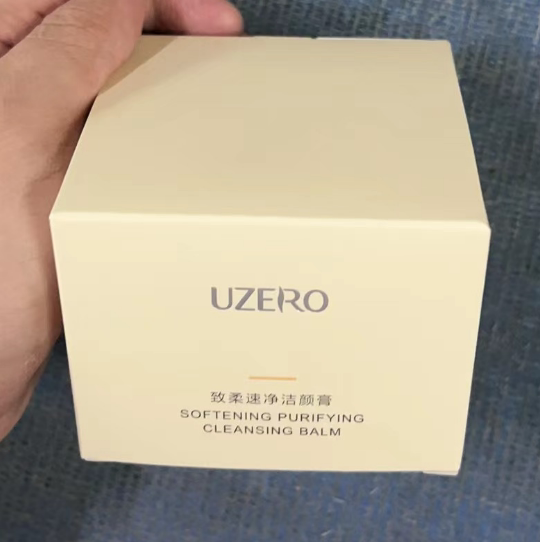 UZERO
致柔速净洁颜膏
SOFTENING PURIFYING
CLEANSING BALM